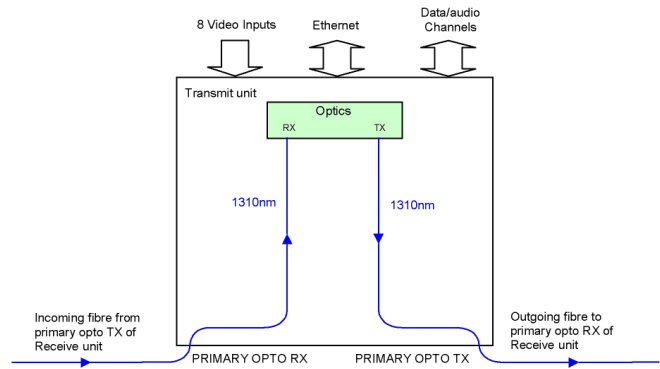 8 Video Inputs
Ethernet
Data/audio
Channels
Transmit unit
Optics
RX
TX
1310nm
1310nm
Incoming fibre from
primary opto TX of
Receive unit
Outgoing fibre to
primary opto RX of
Receive unit
PRIMARY OPTO RX
PRIMARY OPTO TX